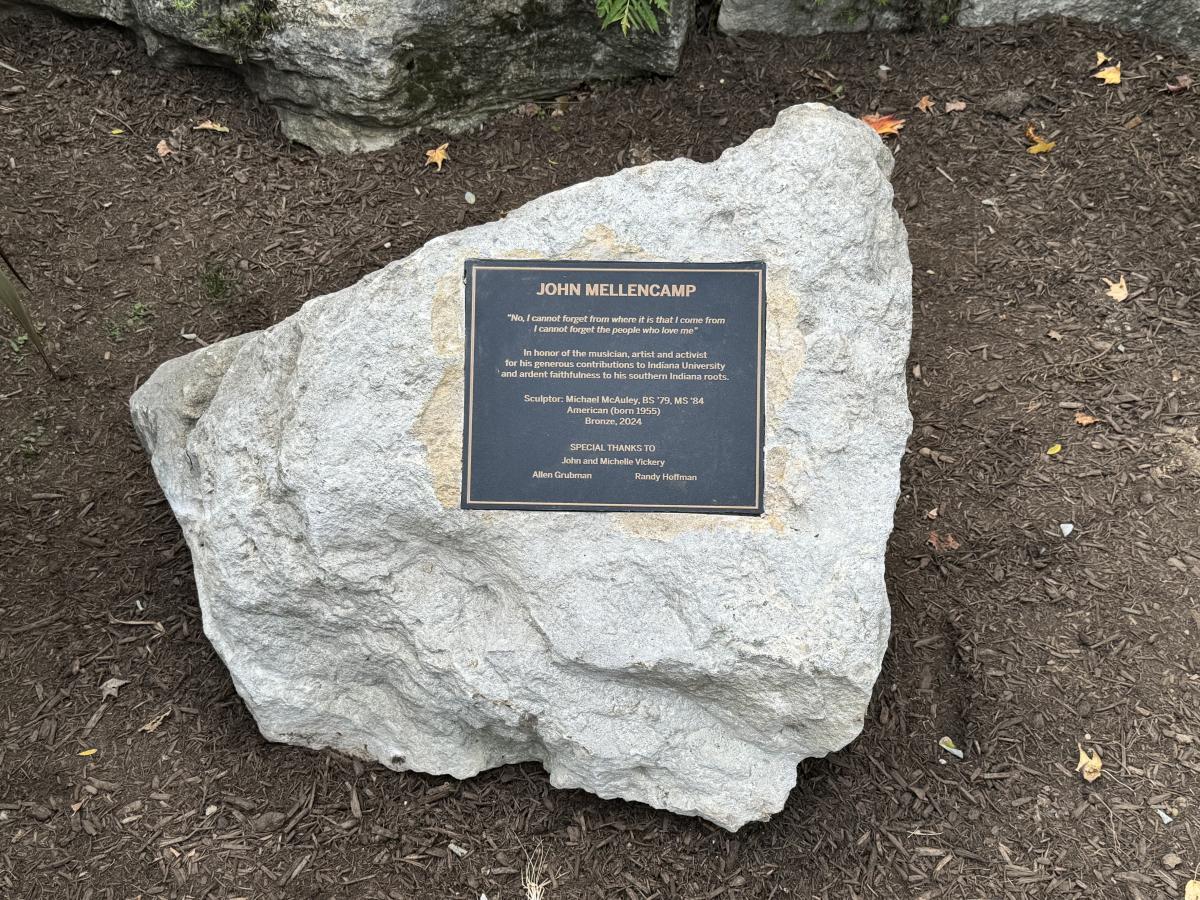 JOHN MELLENCAMP
"No, I cannot forget from where it is that I come from
I cannot forget the people who love me"
In honor of the musician, artist and activist
for his generous contributions to Indiana University
and ardent faithfulness to his southern Indiana roots.
Sculptor: Michael McAuley, BS '79, MS '84
American (born 1955)
Bronze, 2024
SPECIAL THANKS TO
John and Michelle Vickery
Allen Grubman Randy Hoffman